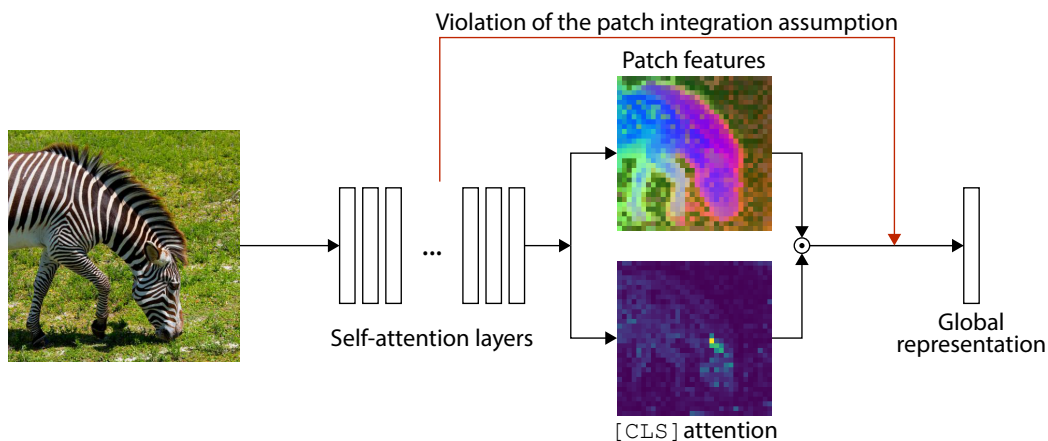 Violation of the patch integration assumption
Patch features
...
Self-attention layers
[CLS] attention
Global
representation